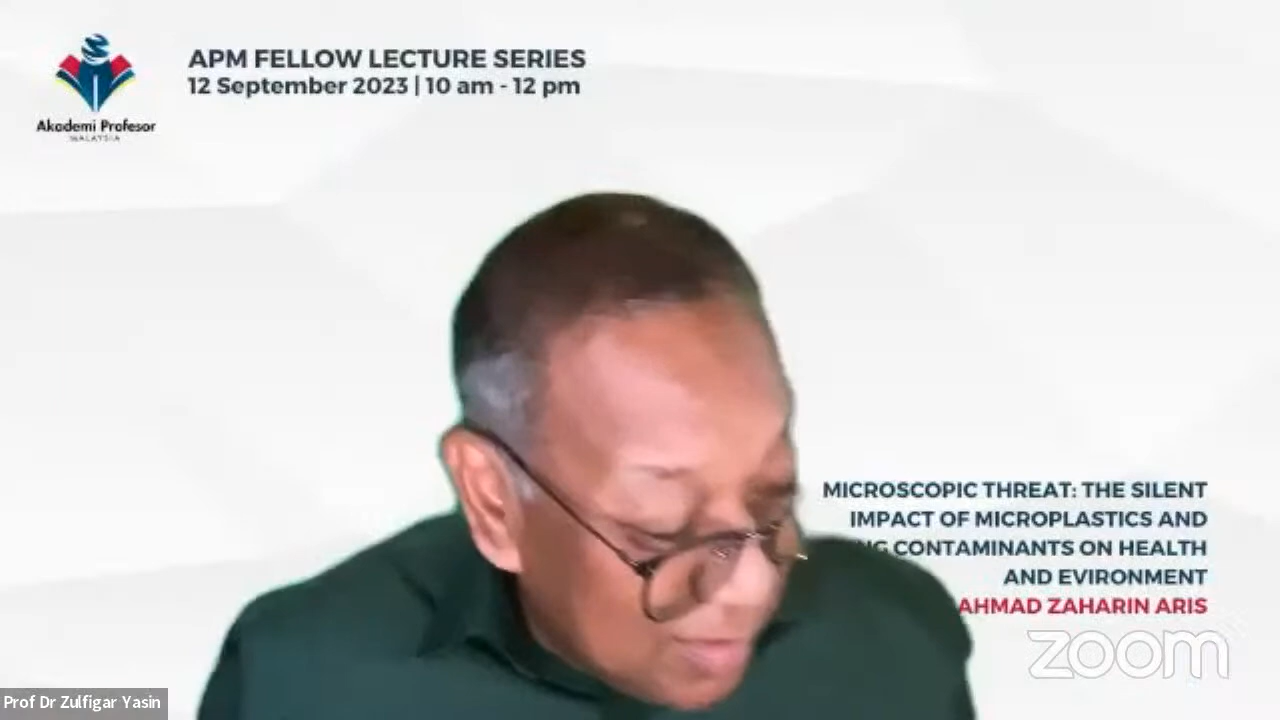 APM FELLOW LECTURE SERIES
12 September 2023 | 10 am - 12 pm
Akademi Profesor
MALAYSIA
MICROSCOPIC THREAT: THE SILENT
IMPACT OF MICROPLASTICS AND
CONTAMINANTS ON HEALTH
AND EVIRONMENT
AHMAD ZAHARIN ARIS
zoom
Prof Dr Zulfigar Yasin